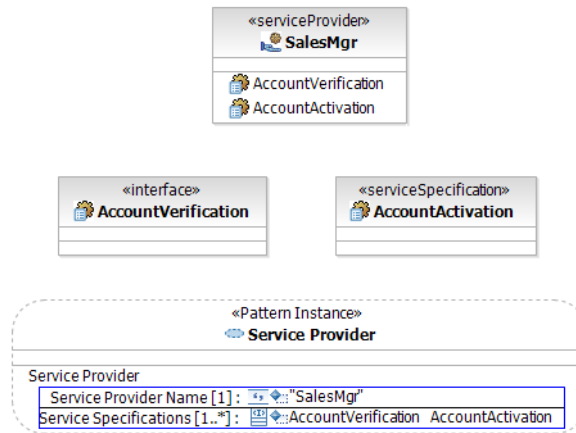 «serviceProvider»
SalesMgr
AccountVerification
AccountActivation
«interface»
AccountVerification
«serviceSpecification»
AccountActivation
«Pattern Instance»
Service Provider
Service Provider
Service Provider Name [1] : "SalesMgr"
Service Specifications [1..*] : AccountVerification AccountActivation